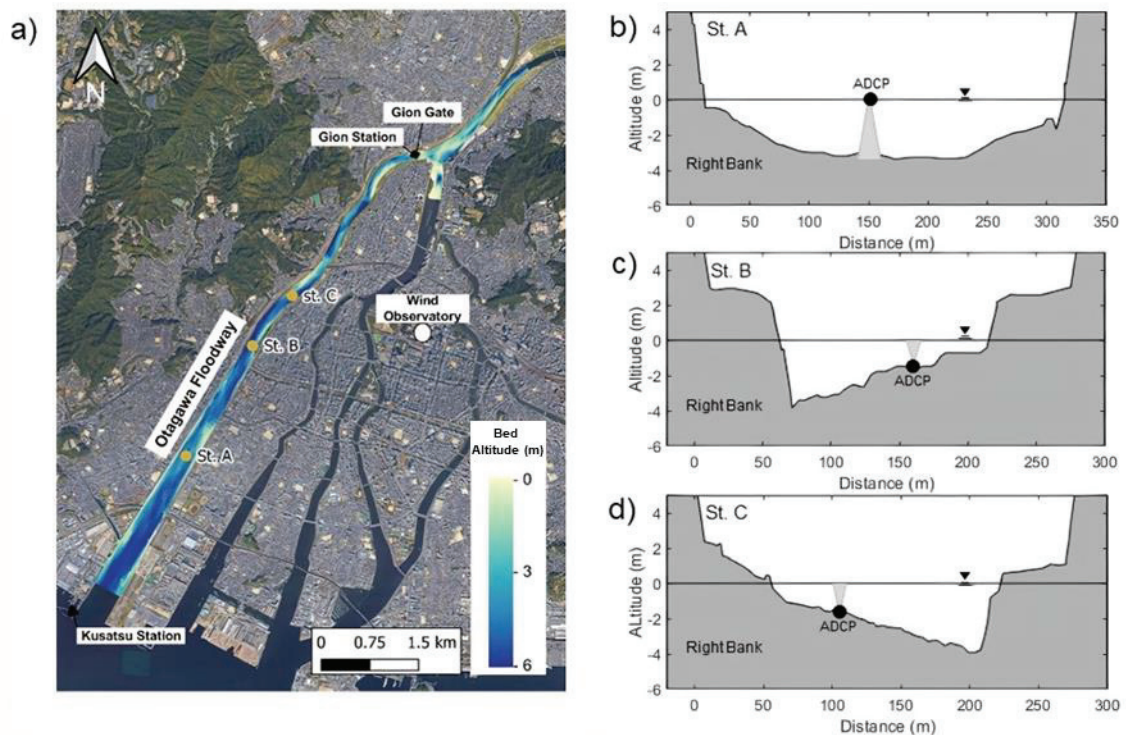 a)
N
Gion Gate
Gion Station
St. C
Wind
Observatory
St. B
Otagawa Floodway
St. A
Kusatsu Station
0 0.75 1.5 km
Bed
Altitude (m)
0
3
6
b)
St. A
ADCP
Right Bank
Altitude (m)
4
2
0
-2
-4
-6
0 50 100 150 200 250 300 350
Distance (m)
c)
St. B
ADCP
Right Bank
Altitude (m)
4
2
0
-2
-4
-6
0 50 100 150 200 250 300
Distance (m)
d)
St. C
ADCP
Right Bank
ALtitude (m)
4
2
0
-2
-4
-6
0 50 100 150 200 250 300
Distance (m)